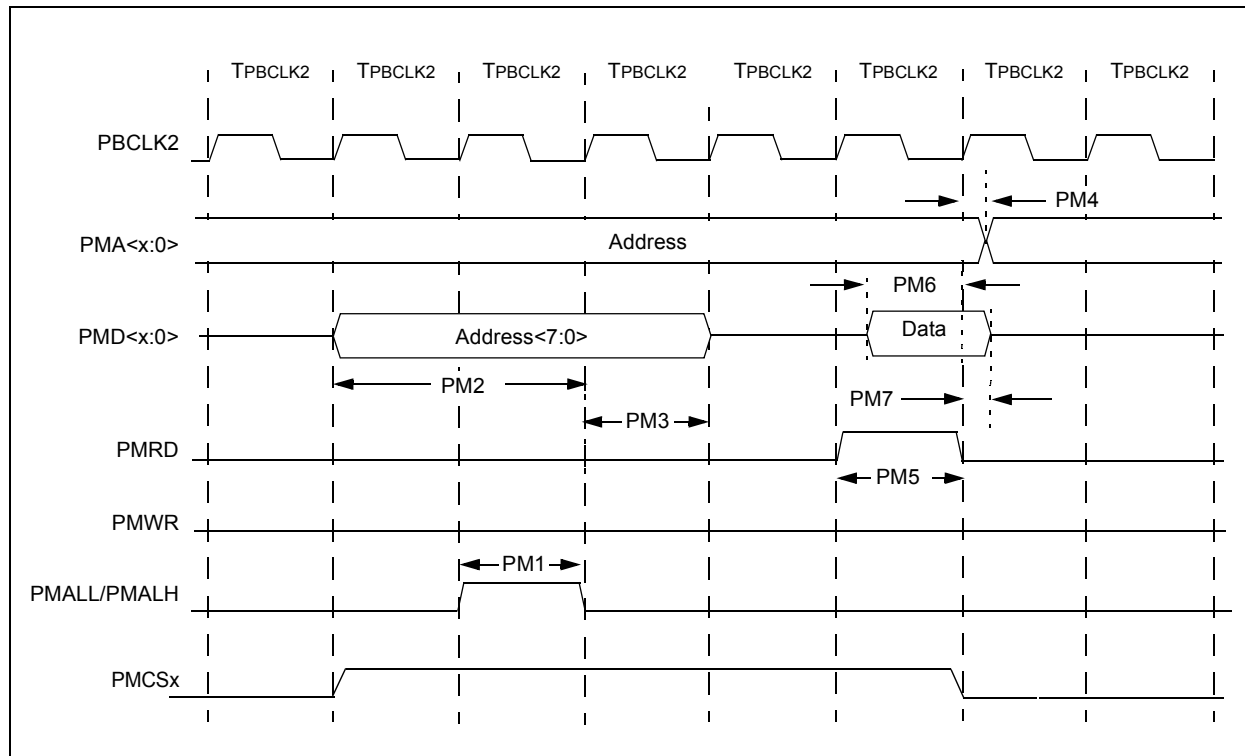 TPBCLK2 TPBCLK2 TPBCLK2 TPBCLK2 TPBCLK2 TPBCLK2 TPBCLK2 TPBCLK2
PBCLK2
PM4
PMA<x:0>
Address
PM6
PMD<x:0>
Address<7:0>
Data
PM2
PM7
PM3
PMRD
PM5
PMWR
PM1
PMALL/PMALH
PMCSx